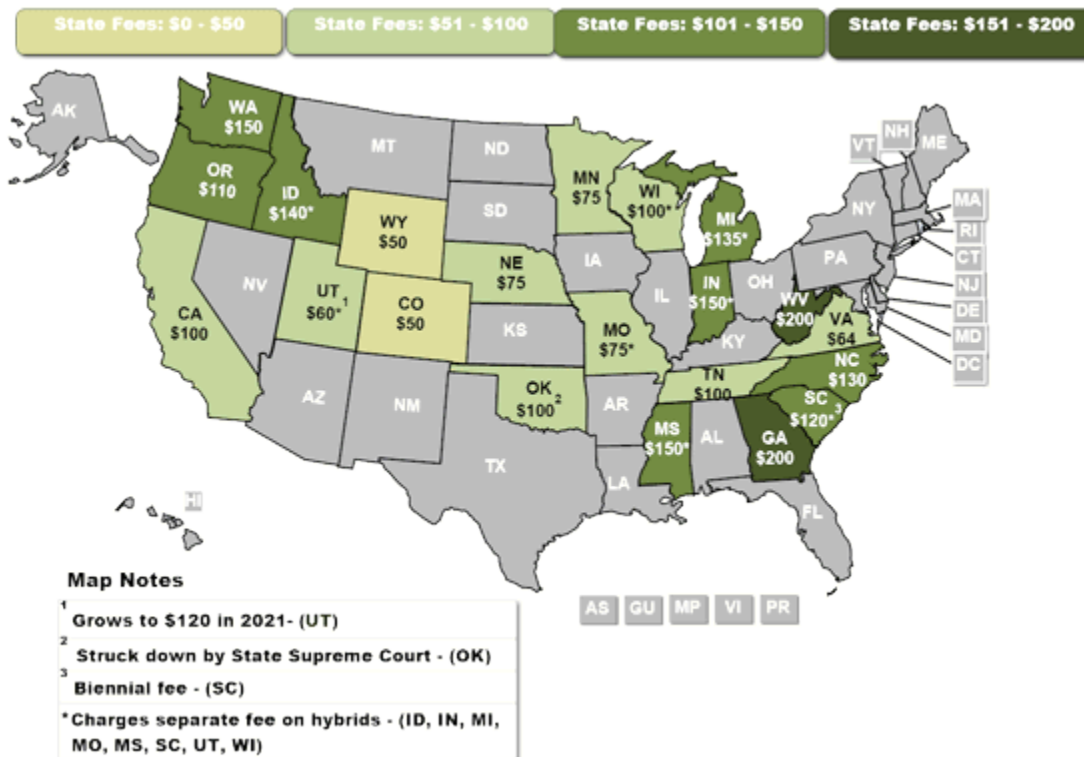 State Fees: $0 - $50
State Fees: $51 - $100
State Fees: $101 - $150
State Fees: $151 - $200
AK
WA
$150
OR
$110
ID
$140*
MT
ND
SD
WY
$50
NV
CA
$100
UT
$60*1
CO
$50
AZ
NM
NE
$75
KS
OK
$100 2
TX
MN
$75
IA
MO
$75*
AR
LA
WI
$100*
IL
MI
$135*
IN
$150*
OH
KY
TN
$100
MS
$150*
AL
GA
$200
FL
SC
$120* 3
NC
$130
VA
$64
WV
$200*
PA
NY
VT
NH
ME
MA
RI
CT
NJ
DE
MD
DC
HI
AS
GU
MP
VI
PR
Map Notes
1 Grows to $120 in 2021- (UT)
2 Struck down by State Supreme Court - (OK)
3 Biennial fee - (SC)
*Charges separate fee on hybrids - (ID, IN, MI,
MO, MS, SC, UT, WI)